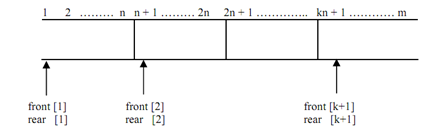 1 2 ……… n n + 1 ……… 2n 2n + 1 ………….. kn + 1 ………… m
front [1] front [2] front [k+1]
rear [1] rear [2] rear [k+1]